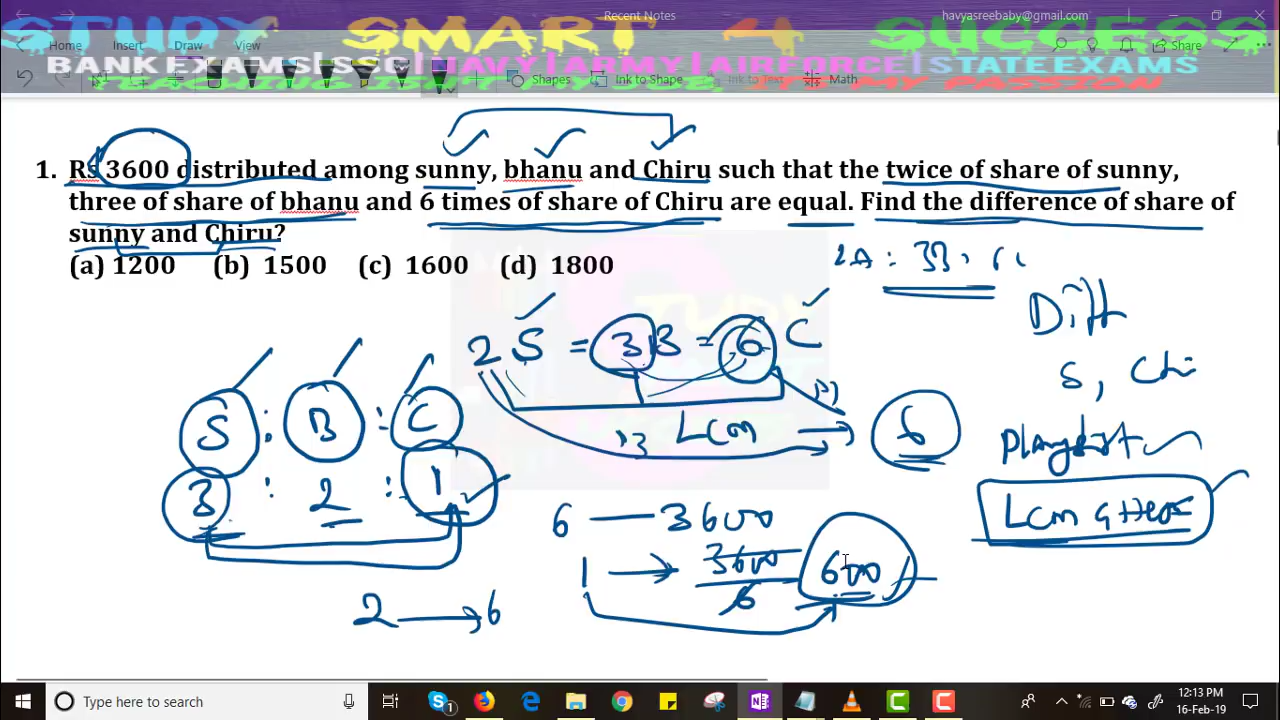 Recent Notes
havyasreebaby@gmail.com
STUDY SMART 4 SUCCESS
Home Insert Draw View
Share
BANK EXAMS|SSC|NAVY|ARMY|AIRFORCE|STATE EXAMS
Shapes Ink to Shape Ink to Text Math
1. Rs 3600 distributed among sunny, bhanu and Chiru such that the twice of share of sunny,
three of share of bhanu and 6 times of share of Chiru are equal. Find the difference of share of
sunny and Chiru?
(a) 1200 (b) 1500 (c) 1600 (d) 1800
2A : 3B :
Diff
2 S = 3B = 6 C
S, Chi
S : B : C
Lcm
6
3 : 2 : 1
Lcm
6 — 3600
1 → 3600
6
600
2 → 6
Type here to search
12:13 PM
16-Feb-19